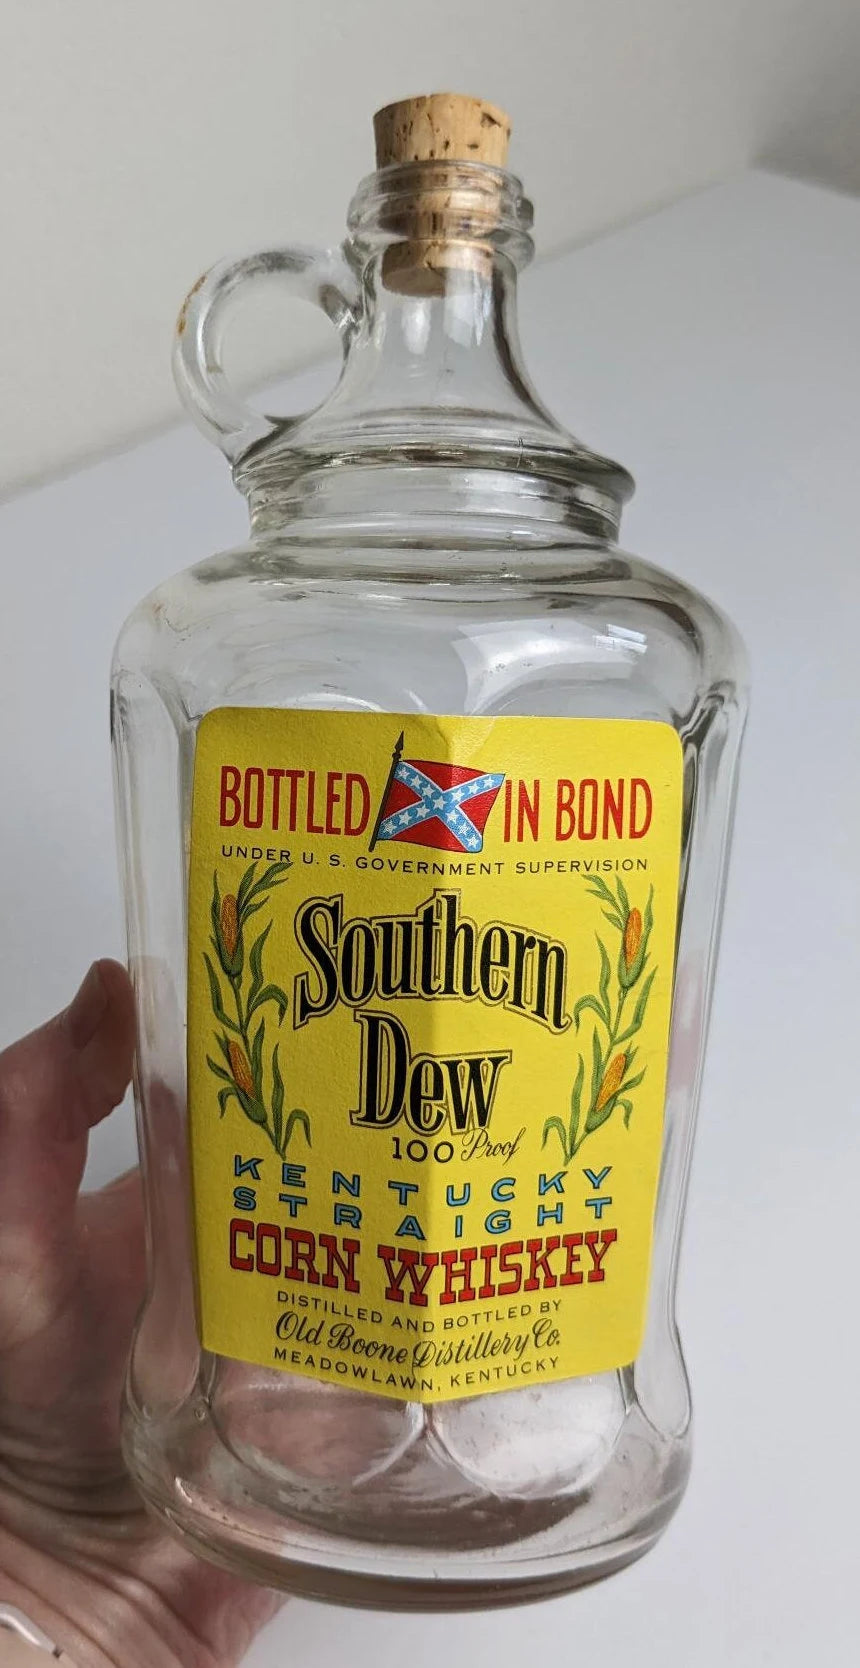 BOTTLED IN BOND
UNDER U. S. GOVERNMENT SUPERVISION
Southern
Dew
100 Proof
KENTUCKY
STRAIGHT
CORN WHISKEY
DISTILLED AND BOTTLED BY
Old Boone Distillery Co.
MEADOWLAWN, KENTUCKY